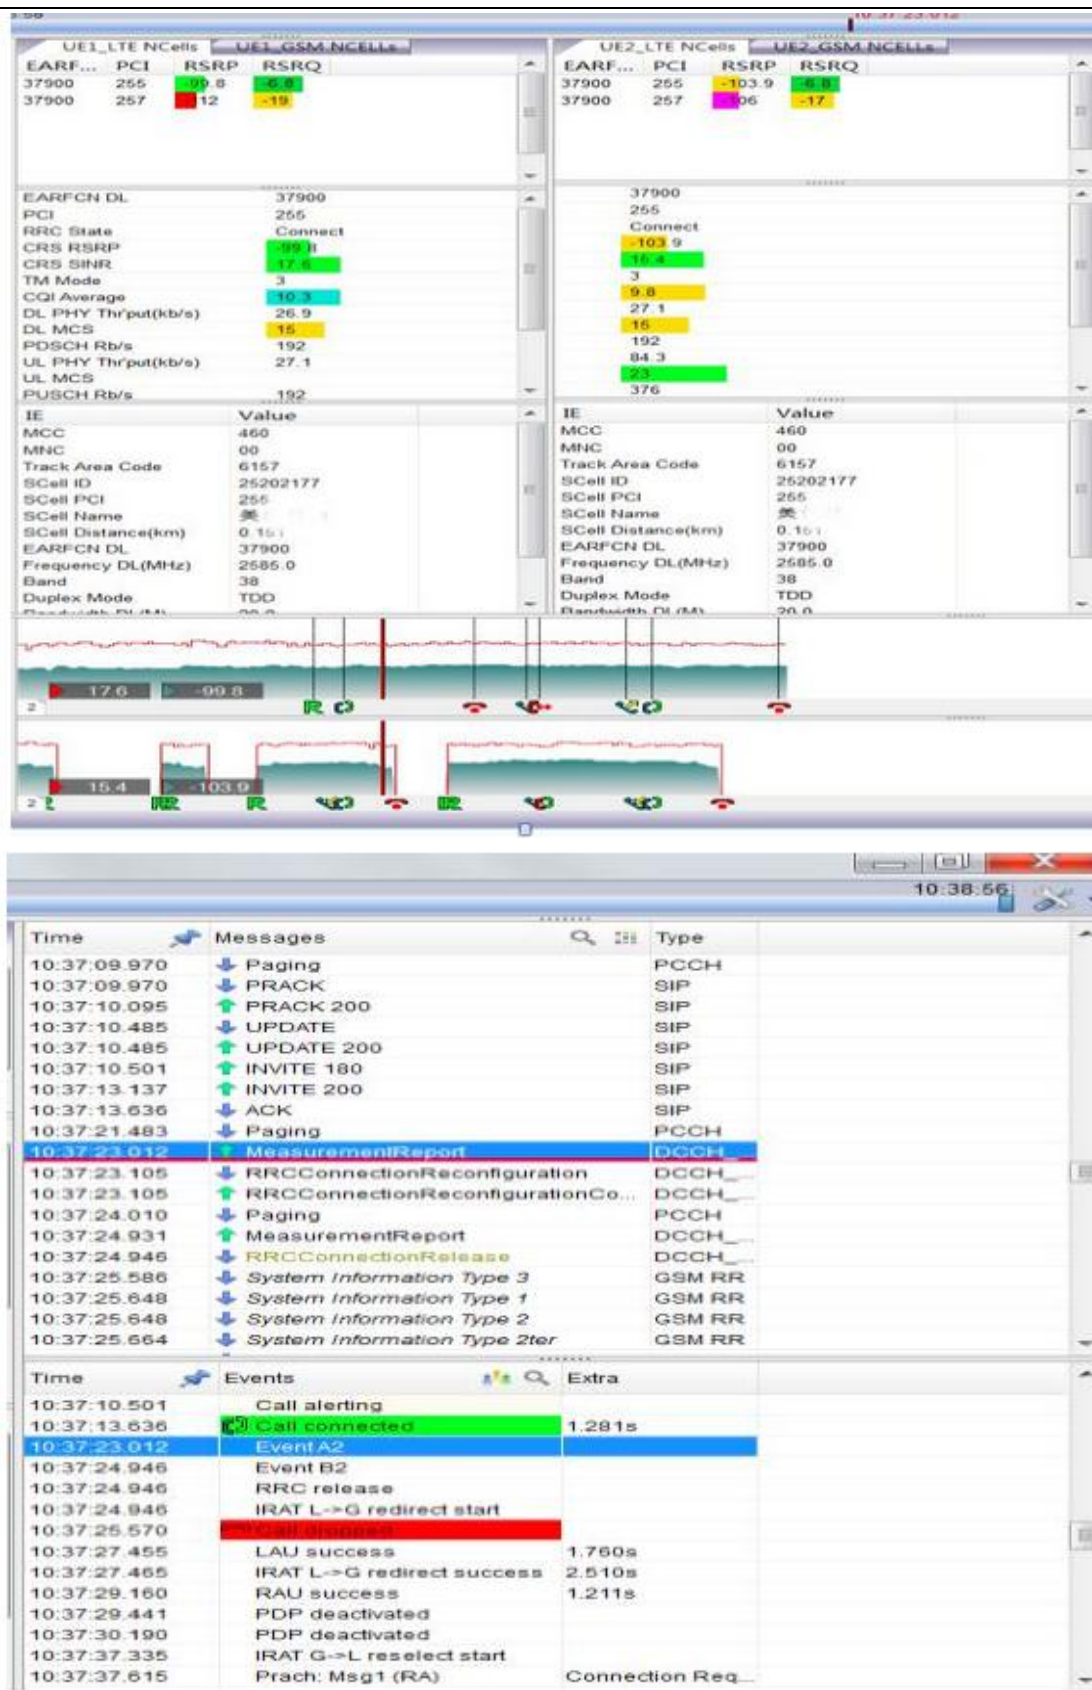 10:37:23.012
UE1_LTE NCells UE1_GSM NCELLs UE2_LTE NCells UE2_GSM NCELLs
EARF... PCI RSRP RSRQ EARF... PCI RSRP RSRQ
37900 255 -99.8 -6.8 37900 255 -103.9 -6.8
37900 257 -112 -19 37900 257 -106 -17
EARFCN DL 37900 37900
PCI 255 255
RRC State Connect Connect
CRS RSRP -99.8 -103.9
CRS SINR 17.6 15.4
TM Mode 3 3
CQI Average 10.3 9.8
DL PHY Thr'put(kb/s) 26.9 27.1
DL MCS 15 15
PDSCH Rb/s 192 192
UL PHY Thr'put(kb/s) 27.1 84.3
UL MCS 23
PUSCH Rb/s 192 376
IE Value IE Value
MCC 460 MCC 460
MNC 00 MNC 00
Track Area Code 6157 Track Area Code 6157
SCell ID 25202177 SCell ID 25202177
SCell PCI 255 SCell PCI 255
SCell Name 美 SCell Name 美
SCell Distance(km) SCell Distance(km)
EARFCN DL 37900 EARFCN DL 37900
Frequency DL(MHz) 2585.0 Frequency DL(MHz) 2585.0
Band 38 Band 38
Duplex Mode TDD Duplex Mode TDD
Bandwidth DL(M) 20.0 Bandwidth DL(M) 20.0
17.6 -99.8
2
15.4 -103.9
2
10:38:56
Time Messages Type
10:37:09.970 Paging PCCH
10:37:09.970 PRACK SIP
10:37:10.095 PRACK 200 SIP
10:37:10.485 UPDATE SIP
10:37:10.485 UPDATE 200 SIP
10:37:10.501 INVITE 180 SIP
10:37:13.137 INVITE 200 SIP
10:37:13.636 ACK SIP
10:37:21.483 Paging PCCH
10:37:23.012 MeasurementReport DCCH_...
10:37:23.105 RRCConnectionReconfiguration DCCH_...
10:37:23.105 RRCConnectionReconfigurationCo... DCCH_...
10:37:24.010 Paging PCCH
10:37:24.931 MeasurementReport DCCH_...
10:37:24.946 RRCConnectionRelease DCCH_...
10:37:25.586 System Information Type 3 GSM RR
10:37:25.648 System Information Type 1 GSM RR
10:37:25.648 System Information Type 2 GSM RR
10:37:25.664 System Information Type 2ter GSM RR
Time Events Extra
10:37:10.501 Call alerting
10:37:13.636 Call connected 1.281s
10:37:23.012 Event A2
10:37:24.946 Event B2
10:37:24.946 RRC release
10:37:24.946 IRAT L->G redirect start
10:37:25.570 Call dropped
10:37:27.455 LAU success 1.760s
10:37:27.465 IRAT L->G redirect success 2.510s
10:37:29.160 RAU success 1.211s
10:37:29.441 PDP deactivated
10:37:30.190 PDP deactivated
10:37:37.335 IRAT G->L reselect start
10:37:37.615 Prach: Msg1 (RA) Connection Req...